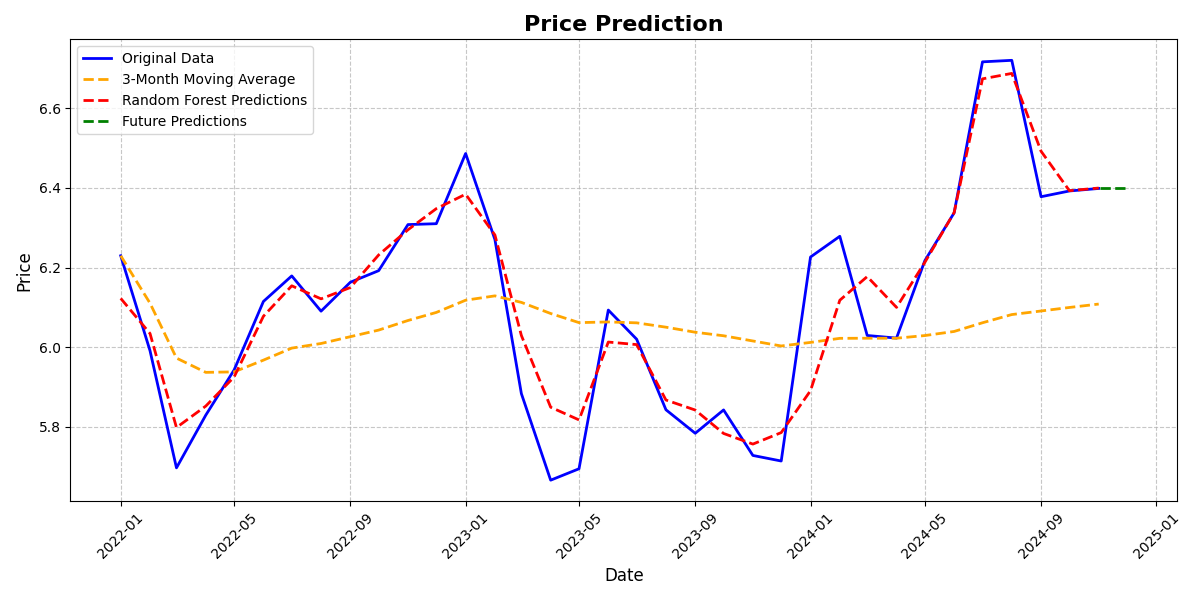 Price Prediction
Original Data
3-Month Moving Average
Random Forest Predictions
Future Predictions
Price
6.6
6.4
6.2
6.0
5.8
2022-01
2022-05
2022-09
2023-01
2023-05
2023-09
2024-01
2024-05
2024-09
2025-01
Date